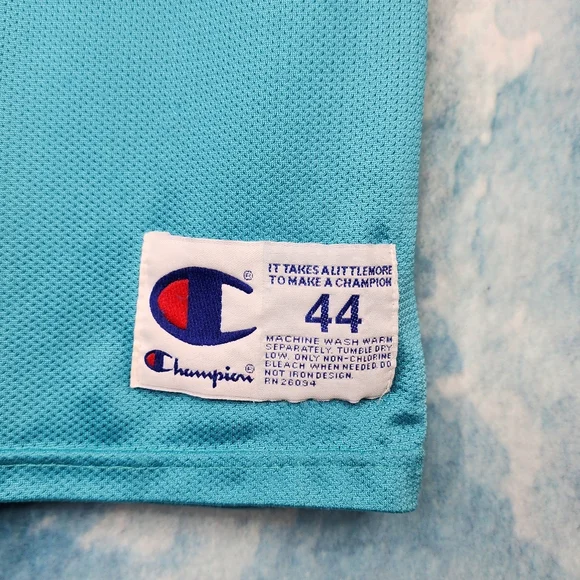 IT TAKES A LITTLE MORE
TO MAKE A CHAMPION
44
MACHINE WASH WARM
SEPARATELY. TUMBLE DRY
LOW. ONLY NON-CHLORINE
BLEACH WHEN NEEDED. DO
NOT IRON DESIGN.
RN 26094
Champion